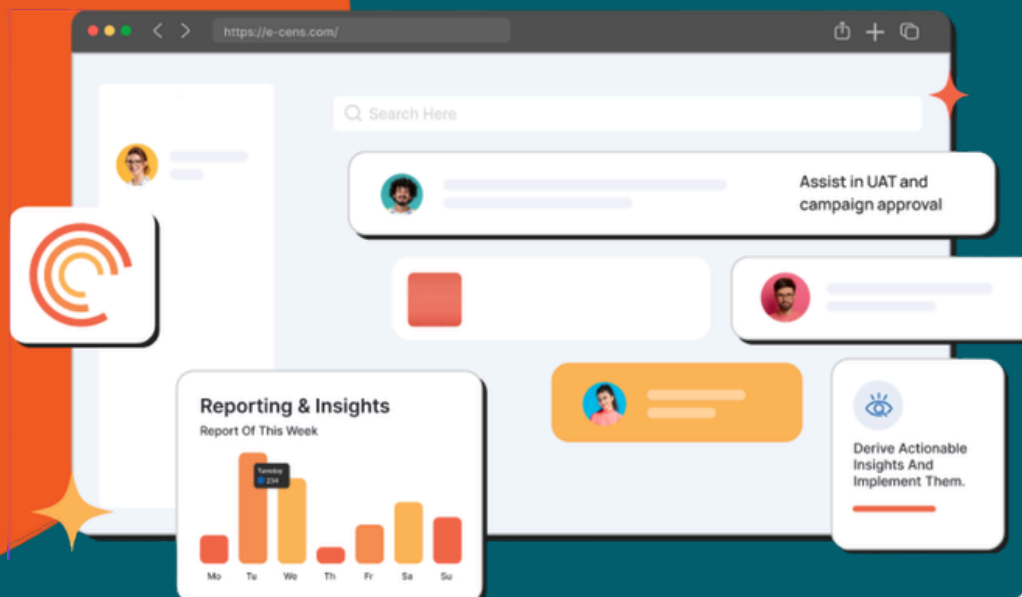 https://e-cens.com/
Search Here
Assist in UAT and
campaign approval
Reporting & Insights
Report Of This Week
Tuesday
234
Mo Tu We Th Fr Sa Su
Derive Actionable
Insights And
Implement Them.